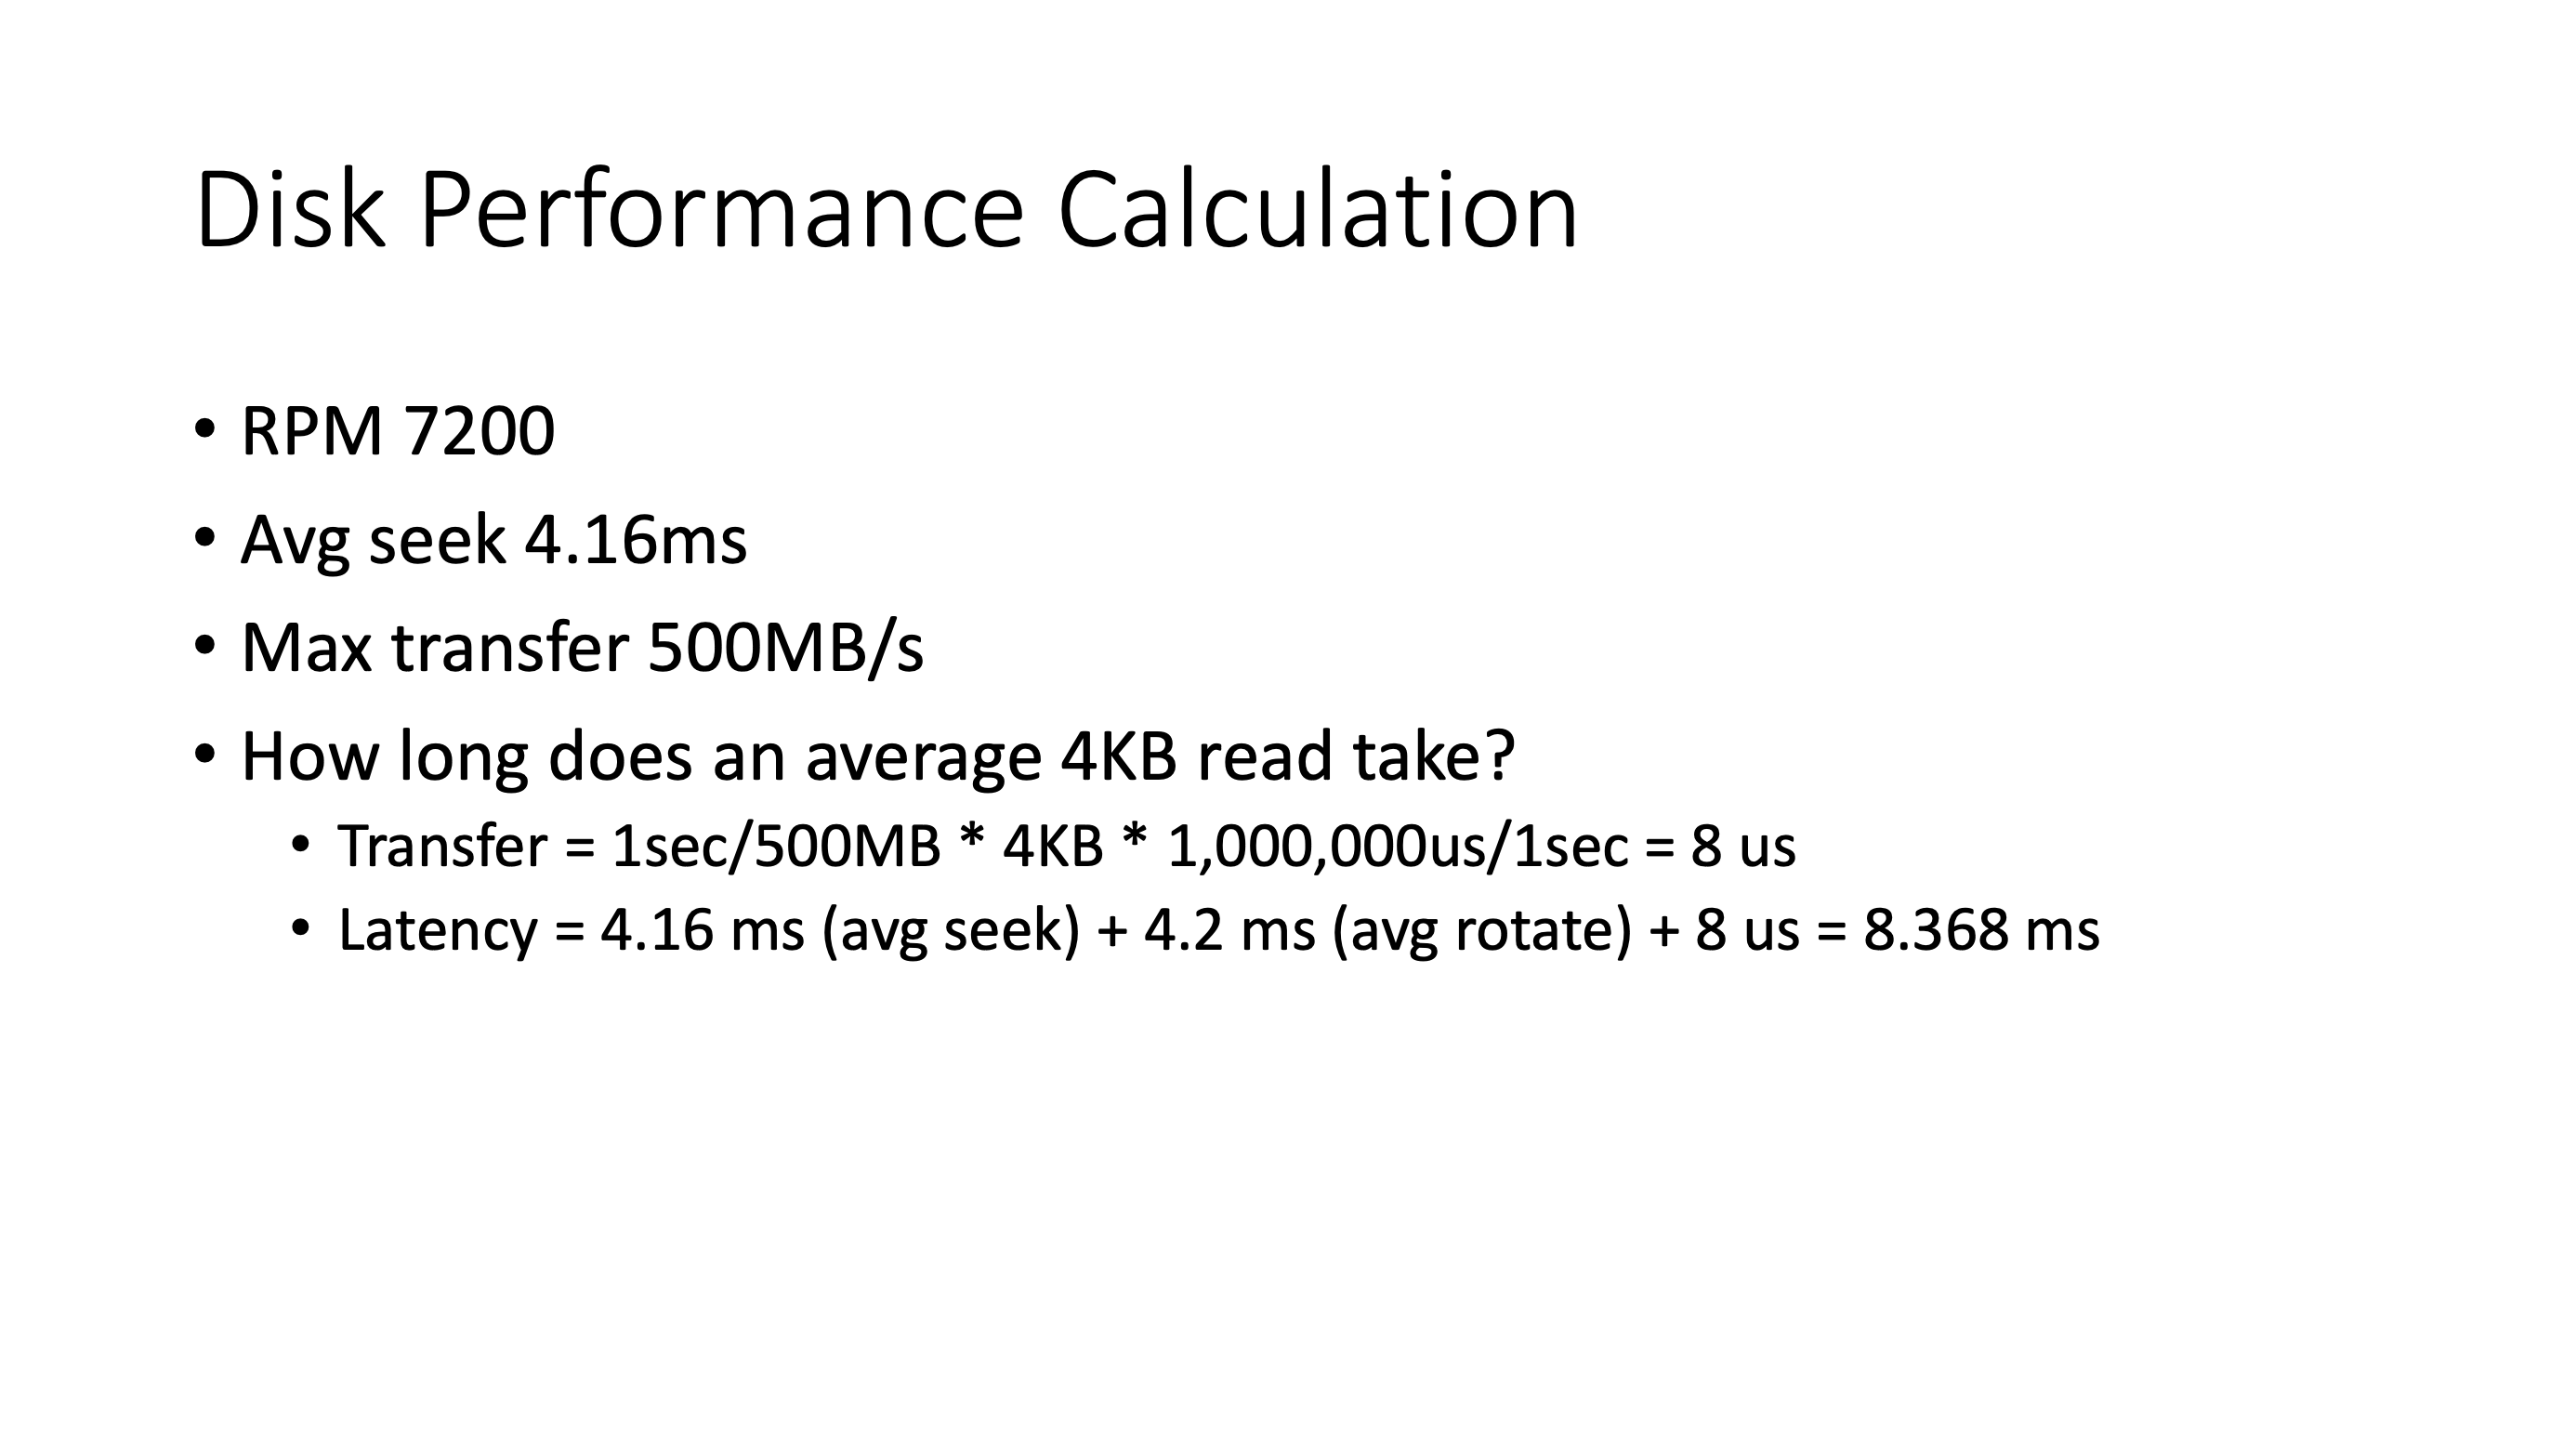 Disk Performance Calculation
• RPM 7200
• Avg seek 4.16ms
• Max transfer 500MB/s
• How long does an average 4KB read take?
• Transfer = 1sec/500MB * 4KB * 1,000,000us/1sec = 8 us
• Latency = 4.16 ms (avg seek) + 4.2 ms (avg rotate) + 8 us = 8.368 ms